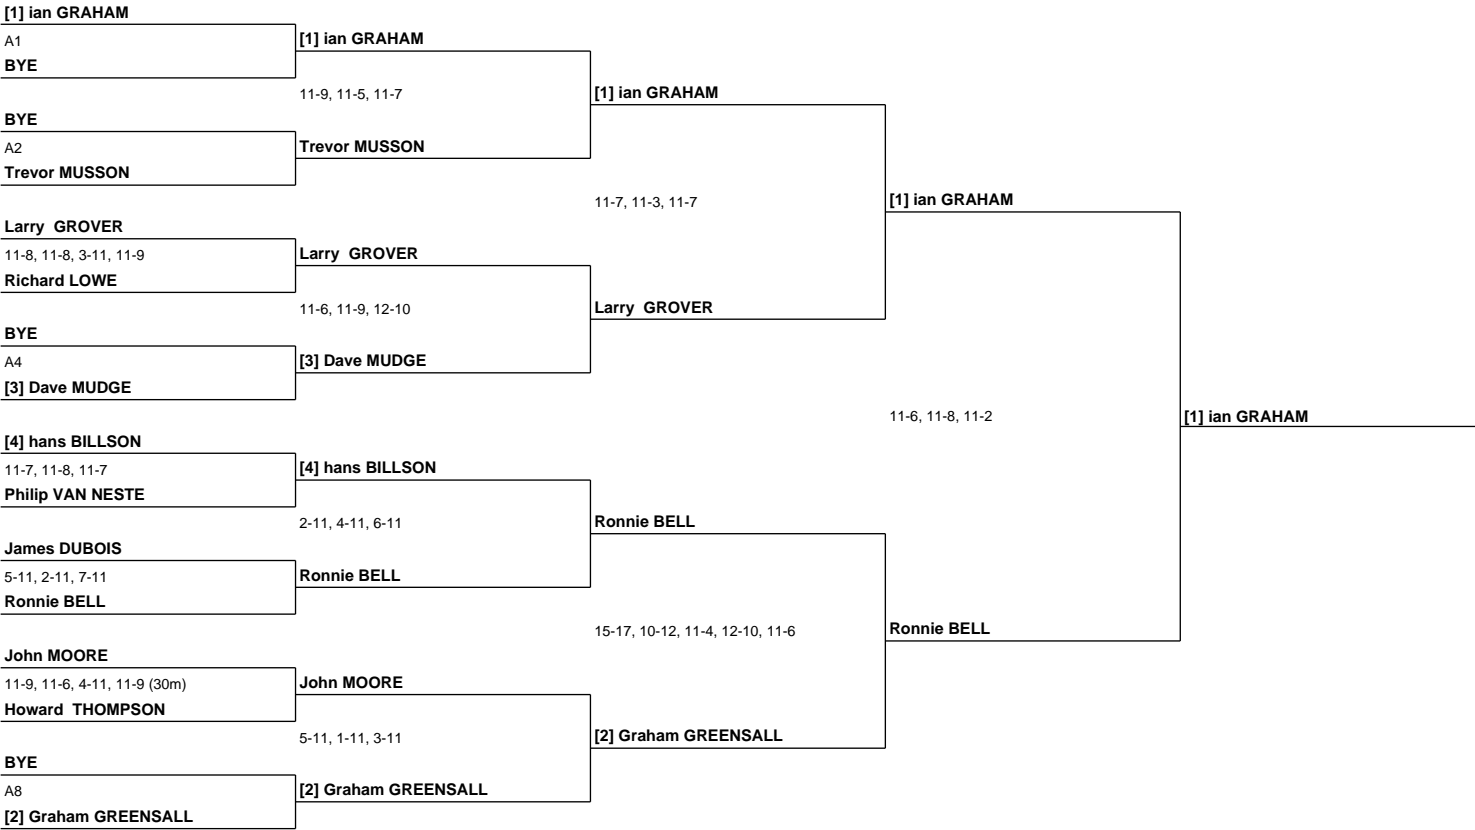 [1] ian GRAHAM
A1
BYE
BYE
A2
Trevor MUSSON
Larry  GROVER
11-8, 11-8, 3-11, 11-9
Richard LOWE
BYE
A4
[3] Dave MUDGE
[4] hans BILLSON
11-7, 11-8, 11-7
Philip VAN NESTE
James DUBOIS
5-11, 2-11, 7-11
Ronnie BELL
John MOORE
11-9, 11-6, 4-11, 11-9 (30m)
Howard  THOMPSON
BYE
A8
[2] Graham GREENSALL
[1] ian GRAHAM
11-9, 11-5, 11-7
Trevor MUSSON
Larry  GROVER
11-6, 11-9, 12-10
[3] Dave MUDGE
[4] hans BILLSON
2-11, 4-11, 6-11
Ronnie BELL
John MOORE
5-11, 1-11, 3-11
[2] Graham GREENSALL
[1] ian GRAHAM
11-7, 11-3, 11-7
Larry  GROVER
Ronnie BELL
15-17, 10-12, 11-4, 12-10, 11-6
[2] Graham GREENSALL
[1] ian GRAHAM
11-6, 11-8, 11-2
Ronnie BELL
[1] ian GRAHAM